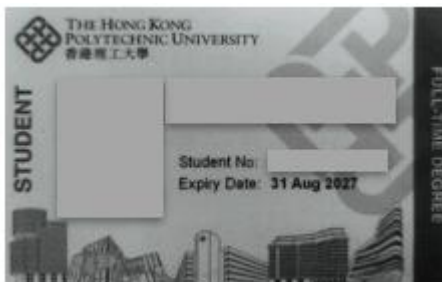 THE HONG KONG
POLYTECHNIC UNIVERSITY
香港理工大學
STUDENT
Student No:
Expiry Date: 31 Aug 2027
FULL-TIME DEGREE